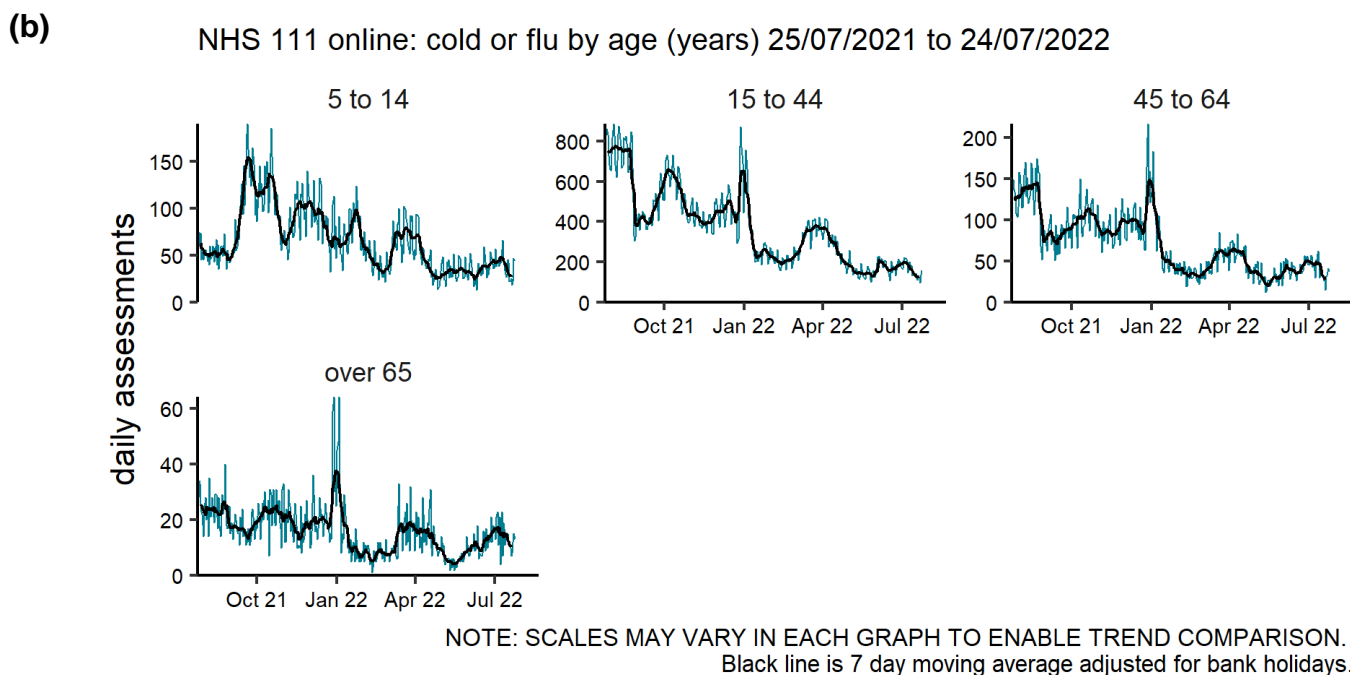 (b)
NHS 111 online: cold or flu by age (years) 25/07/2021 to 24/07/2022
daily assessments
5 to 14
150
100
50
0
15 to 44
800
600
400
200
0
Oct 21 Jan 22 Apr 22 Jul 22
45 to 64
200
150
100
50
0
Oct 21 Jan 22 Apr 22 Jul 22
over 65
60
40
20
0
Oct 21 Jan 22 Apr 22 Jul 22
NOTE: SCALES MAY VARY IN EACH GRAPH TO ENABLE TREND COMPARISON.
Black line is 7 day moving average adjusted for bank holidays.